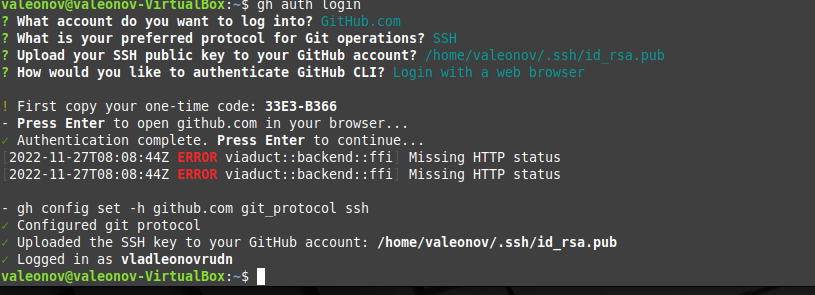 valeonov@valeonov-VirtualBox:~$ gh auth login
? What account do you want to log into? GitHub.com
? What is your preferred protocol for Git operations? SSH
? Upload your SSH public key to your GitHub account? /home/valeonov/.ssh/id_rsa.pub
? How would you like to authenticate GitHub CLI? Login with a web browser

! First copy your one-time code: 33E3-B366
- Press Enter to open github.com in your browser...
✓ Authentication complete. Press Enter to continue...
[2022-11-27T08:08:44Z ERROR viaduct::backend::ffi] Missing HTTP status
[2022-11-27T08:08:44Z ERROR viaduct::backend::ffi] Missing HTTP status

- gh config set -h github.com git_protocol ssh
✓ Configured git protocol
✓ Uploaded the SSH key to your GitHub account: /home/valeonov/.ssh/id_rsa.pub
✓ Logged in as vladleonovrudn
valeonov@valeonov-VirtualBox:~$